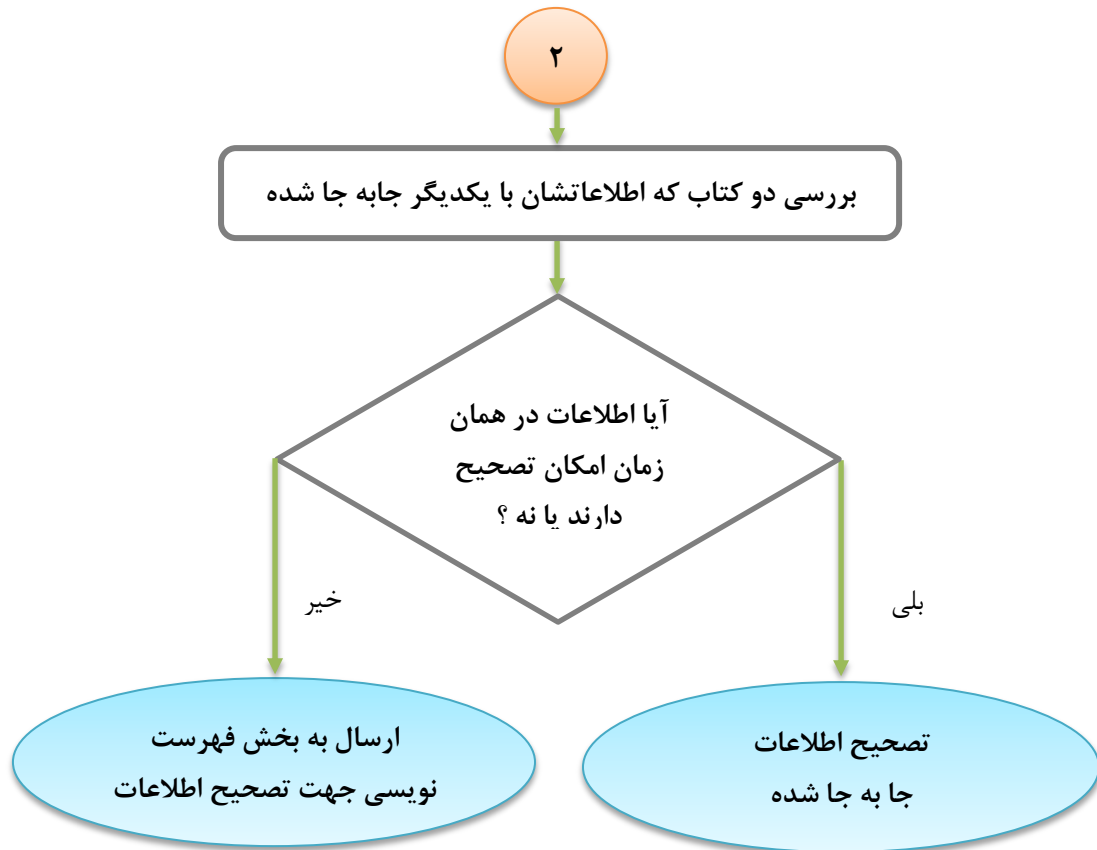 ۲
بررسی دو کتاب که اطلاعاتشان با یکدیگر جابه جا شده
آیا اطلاعات در همان
زمان امکان تصحیح
دارند یا نه ؟
بلی
خیر
تصحیح اطلاعات
جا به جا شده
ارسال به بخش فهرست
نویسی جهت تصحیح اطلاعات